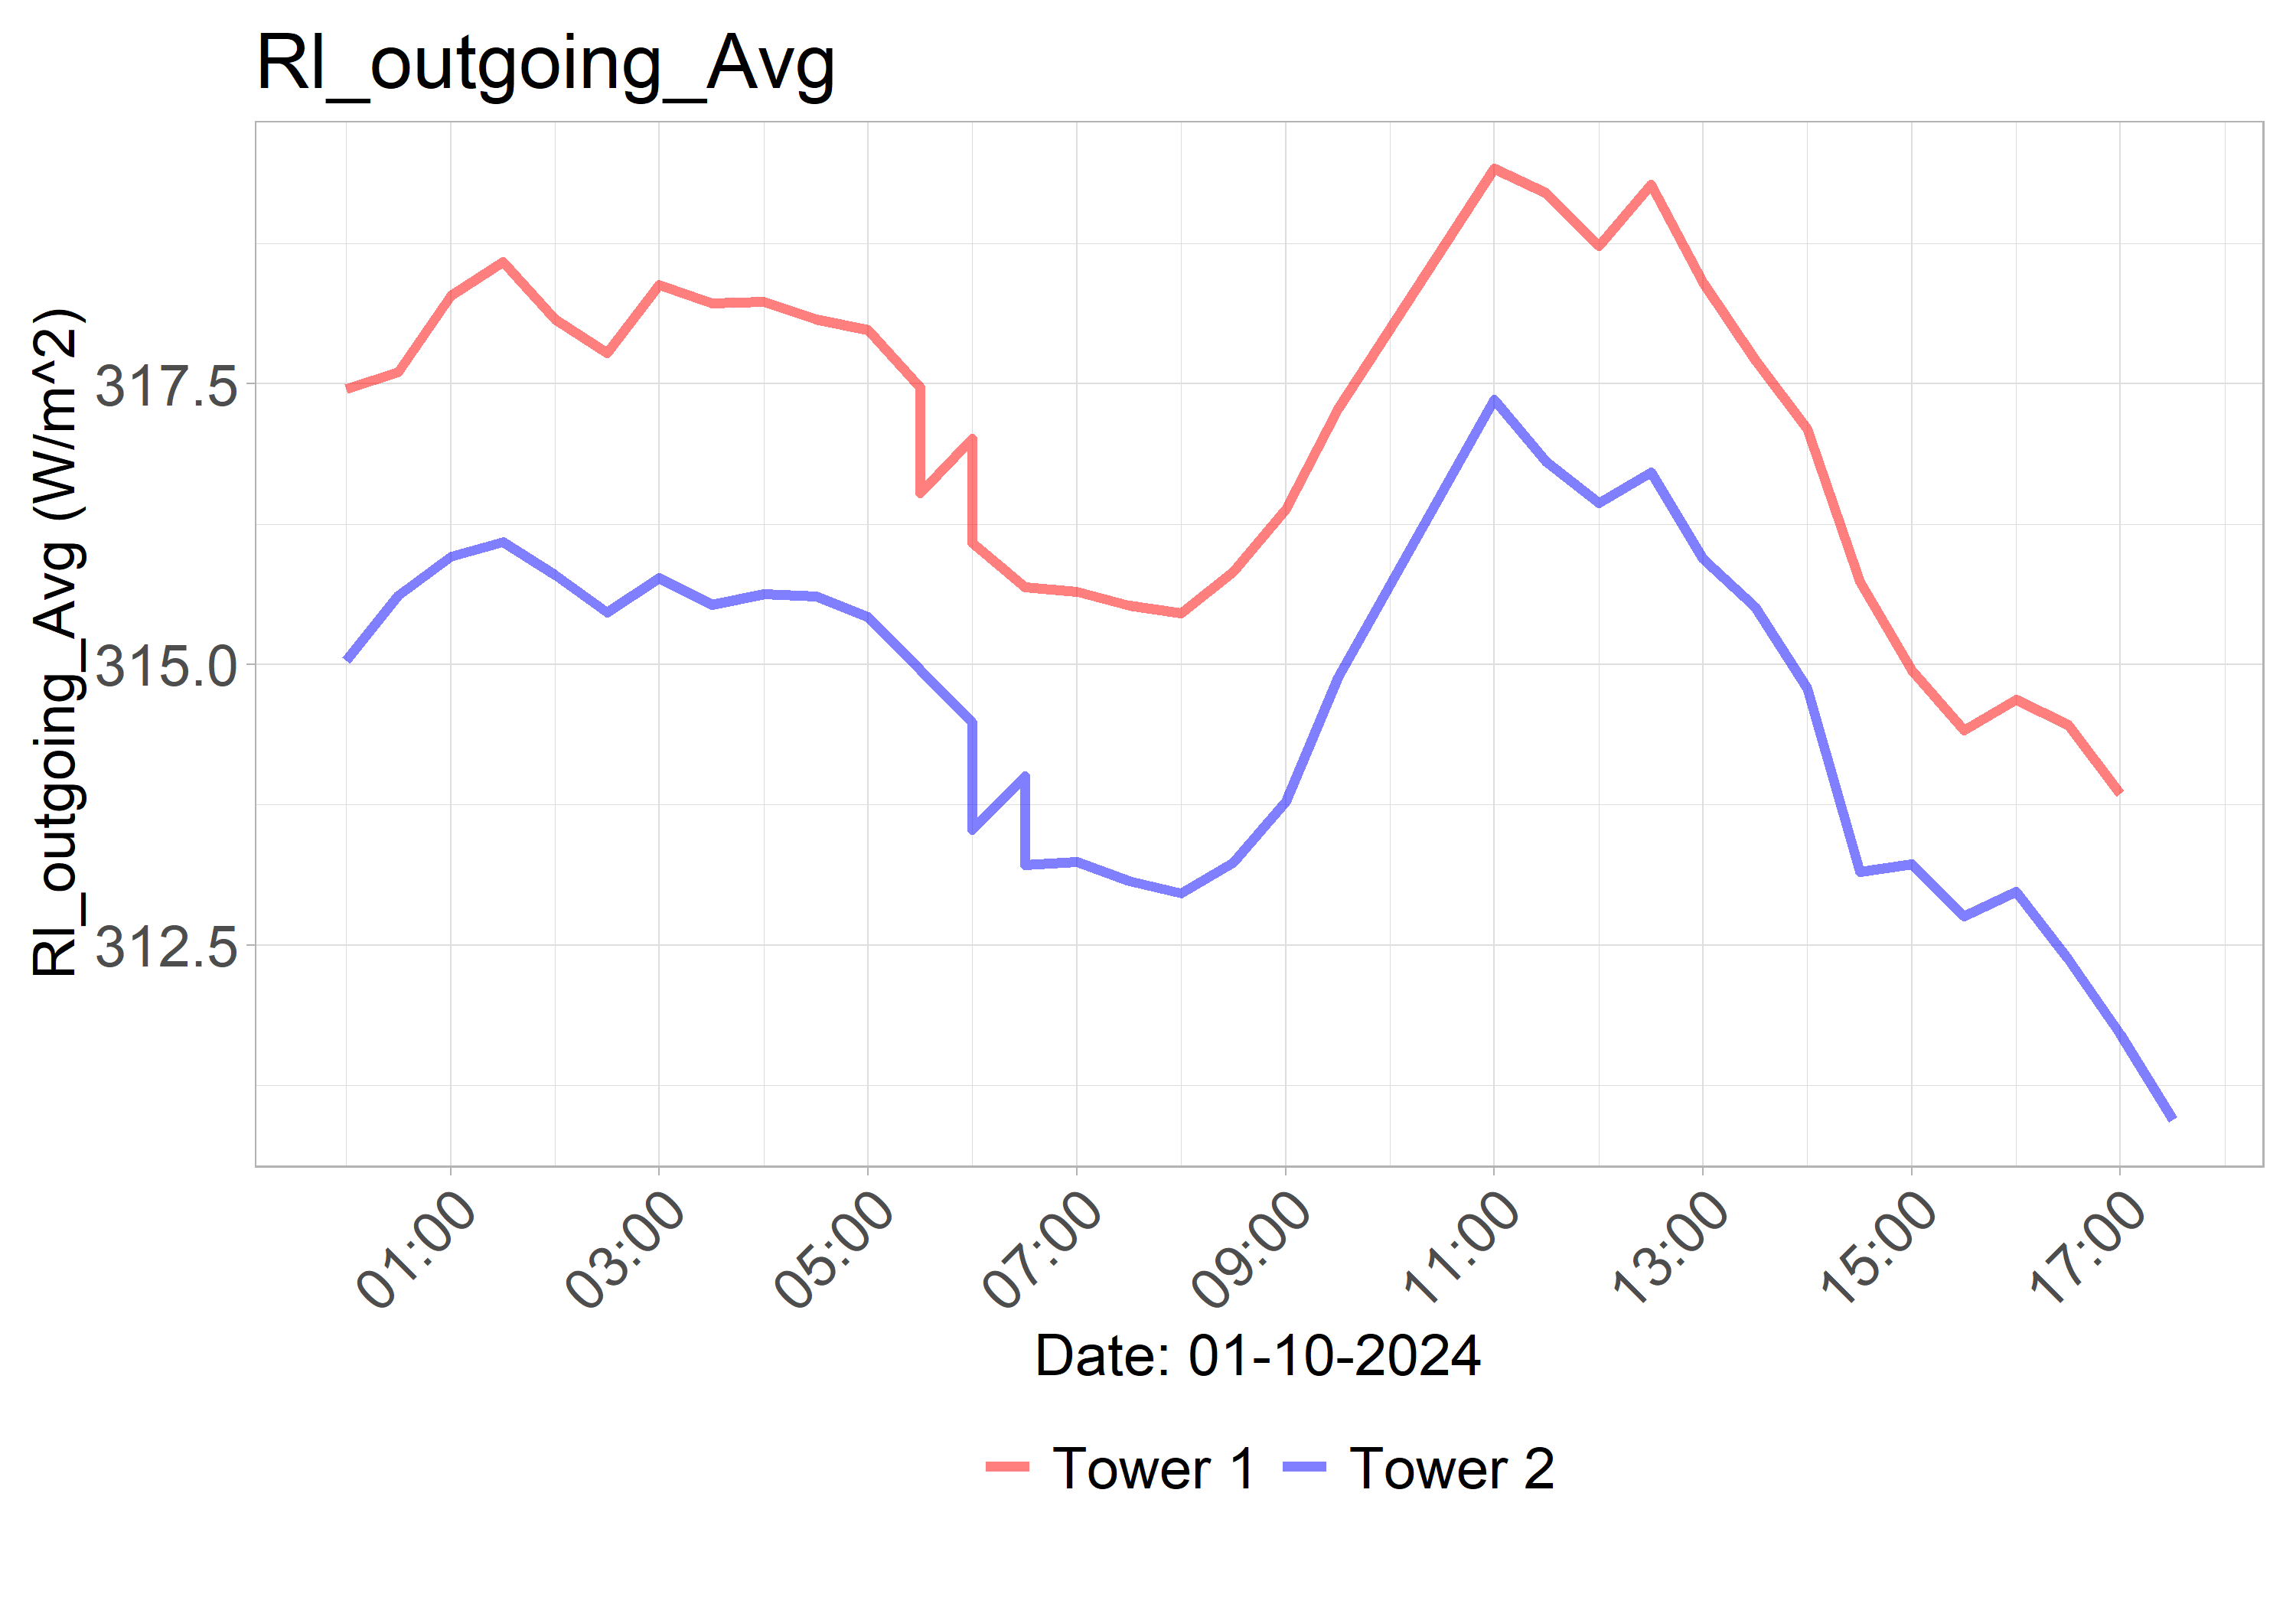 Rl_outgoing_Avg
Rl_outgoing_Avg (W/m^2)
317.5
315.0
312.5
01:00
03:00
05:00
07:00
09:00
11:00
13:00
15:00
17:00
Date: 01-10-2024
Tower 1
Tower 2